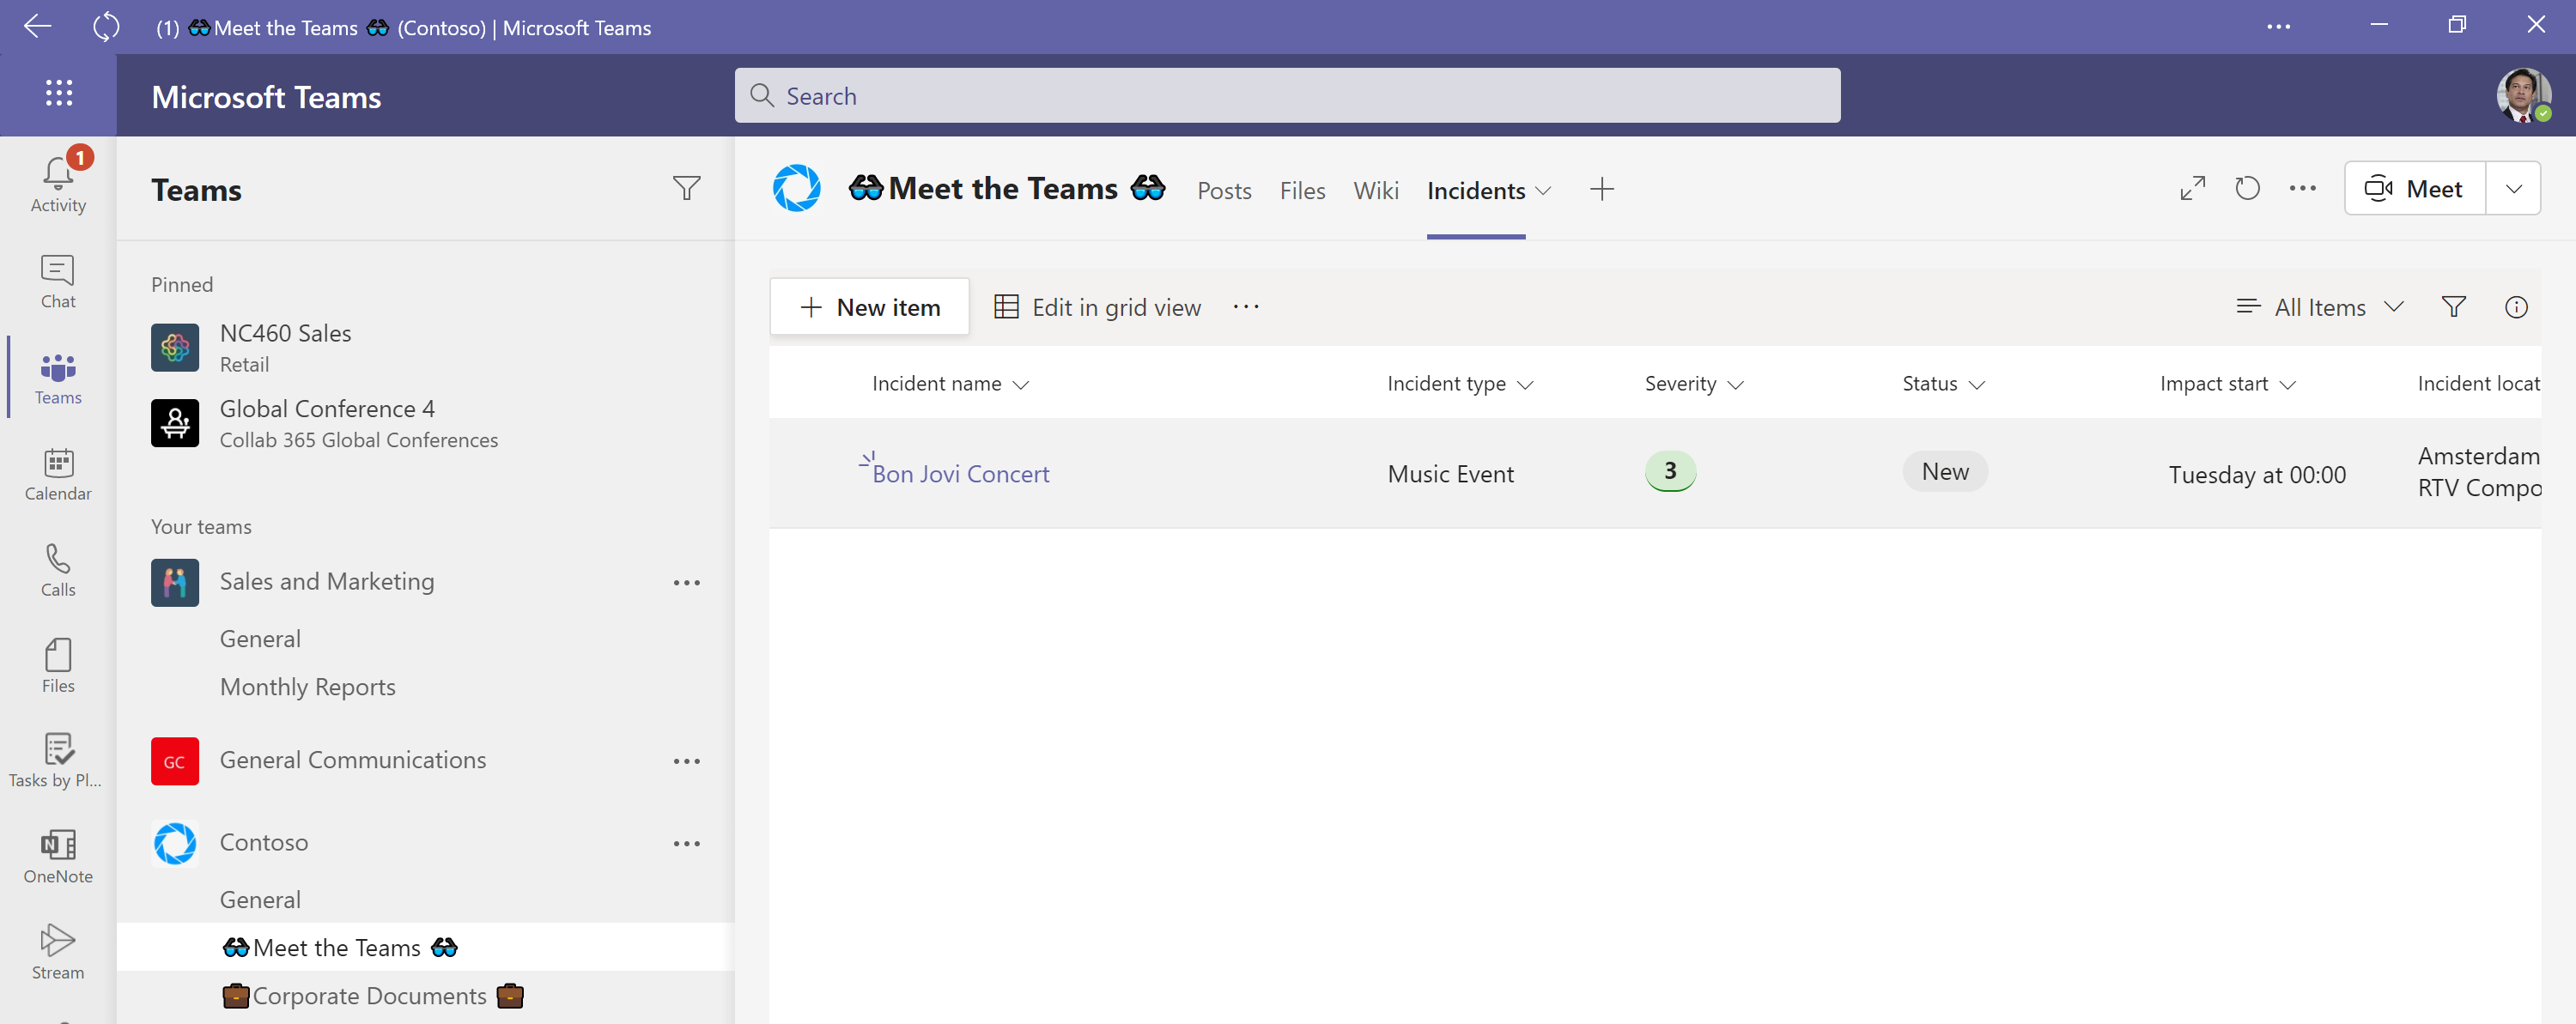 (1) 🕶️Meet the Teams 🕶️ (Contoso) | Microsoft Teams
Microsoft Teams
Search
1
Activity
Chat
Teams
Calendar
Calls
Files
Tasks by Pl...
OneNote
Stream
Teams
Pinned
NC460 Sales
Retail
Global Conference 4
Collab 365 Global Conferences
Your teams
Sales and Marketing
General
Monthly Reports
GC
General Communications
Contoso
General
🕶️Meet the Teams 🕶️
💼Corporate Documents 💼
🕶️Meet the Teams 🕶️ Posts Files Wiki Incidents
Meet
New item Edit in grid view
All Items
Incident name Incident type Severity Status Impact start Incident locat
Bon Jovi Concert Music Event 3 New Tuesday at 00:00 Amsterdam
RTV Compo